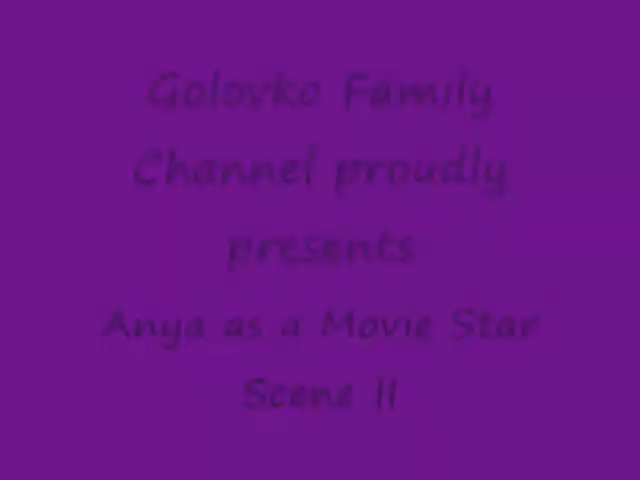 Golovko Family
Channel proudly
presents
Anya as a Movie Star
Scene II